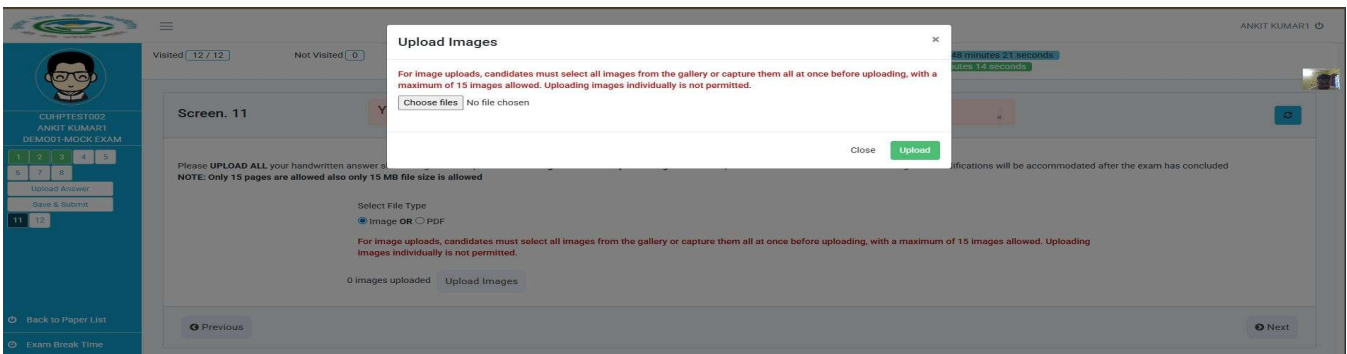 ANKIT KUMAR1
Visited 12 / 12 Not Visited 0
48 minutes 21 seconds
minutes 14 seconds
Upload Images ×
For image uploads, candidates must select all images from the gallery or capture them all at once before uploading, with a
maximum of 15 images allowed. Uploading images individually is not permitted.
Choose files No file chosen
Close Upload
CUHPTEST002
ANKIT KUMAR1
DEMO01-MOCK EXAM
1 2 3 4 5
6 7 8
Upload Answer
Save & Submit
11 12
Back to Paper List
Exam Break Time
Screen. 11
Y
Please UPLOAD ALL your handwritten answer
will be accommodated after the exam has concluded
NOTE: Only 15 pages are allowed also only 15 MB file size is allowed
Select File Type
Image OR PDF
For image uploads, candidates must select all images from the gallery or capture them all at once before uploading, with a maximum of 15 images allowed. Uploading
images individually is not permitted.
0 images uploaded Upload Images
Previous Next